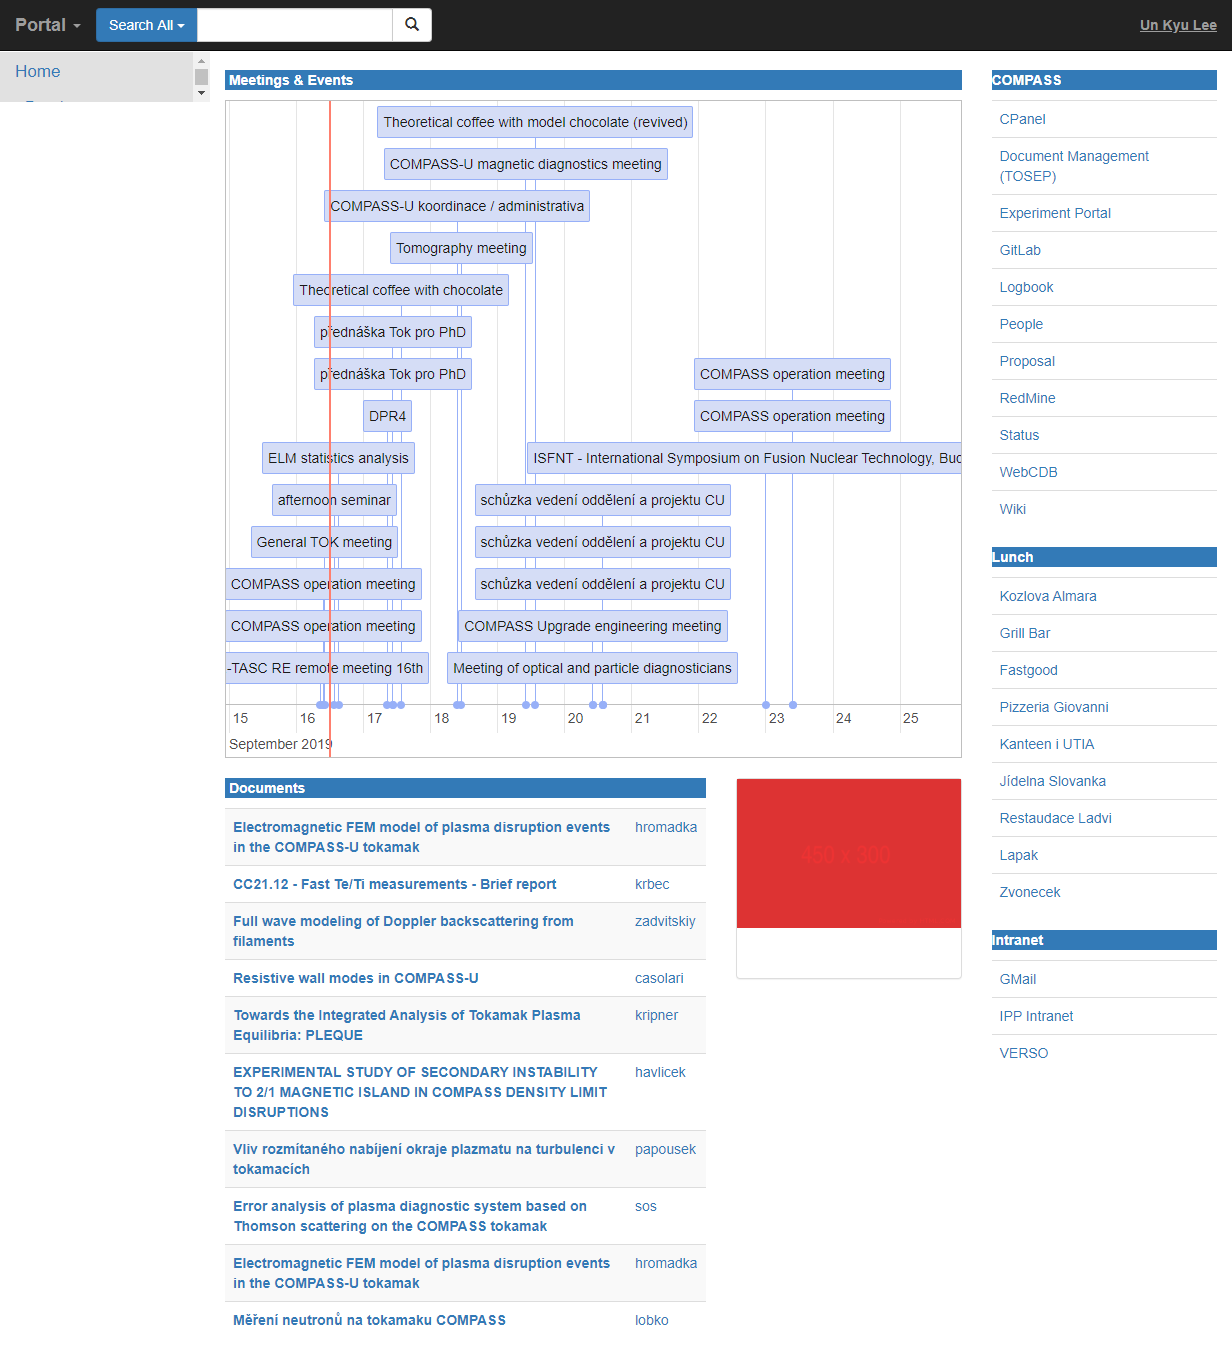 Portal
Search All
Un Kyu Lee
Home
Meetings & Events
Theoretical coffee with model chocolate (revived)
COMPASS-U magnetic diagnostics meeting
COMPASS-U koordinace / administrativa
Tomography meeting
Theoretical coffee with chocolate
přednáška Tok pro PhD
přednáška Tok pro PhD
COMPASS operation meeting
DPR4
COMPASS operation meeting
ELM statistics analysis
ISFNT - International Symposium on Fusion Nuclear Technology,
afternoon seminar
schůzka vedení oddělení a projektu CU
General TOK meeting
schůzka vedení oddělení a projektu CU
COMPASS operation meeting
schůzka vedení oddělení a projektu CU
COMPASS operation meeting
COMPASS Upgrade engineering meeting
-TASC RE remote meeting 16th
Meeting of optical and particle diagnosticians
15 16 17 18 19 20 21 22 23 24 25
September 2019
Documents
Electromagnetic FEM model of plasma disruption events hromadka
in the COMPASS-U tokamak
CC21.12 - Fast Te/Ti measurements - Brief report krbec
Full wave modeling of Doppler backscattering from zadvitskiy
filaments
Resistive wall modes in COMPASS-U casolari
Towards the Integrated Analysis of Tokamak Plasma kripner
Equilibria: PLEQUE
EXPERIMENTAL STUDY OF SECONDARY INSTABILITY havlicek
TO 2/1 MAGNETIC ISLAND IN COMPASS DENSITY LIMIT
DISRUPTIONS
Vliv rozmítaného nabíjení okraje plazmatu na turbulenci v papousek
tokamacích
Error analysis of plasma diagnostic system based on sos
Thomson scattering on the COMPASS tokamak
Electromagnetic FEM model of plasma disruption events hromadka
in the COMPASS-U tokamak
Měření neutronů na tokamaku COMPASS lobko
450 x 300
COMPASS
CPanel
Document Management
(TOSEP)
Experiment Portal
GitLab
Logbook
People
Proposal
RedMine
Status
WebCDB
Wiki
Lunch
Kozlova Almara
Grill Bar
Fastgood
Pizzeria Giovanni
Kanteen i UTIA
Jídelna Slovanka
Restaudace Ladvi
Lapak
Zvonecek
Intranet
GMail
IPP Intranet
VERSO